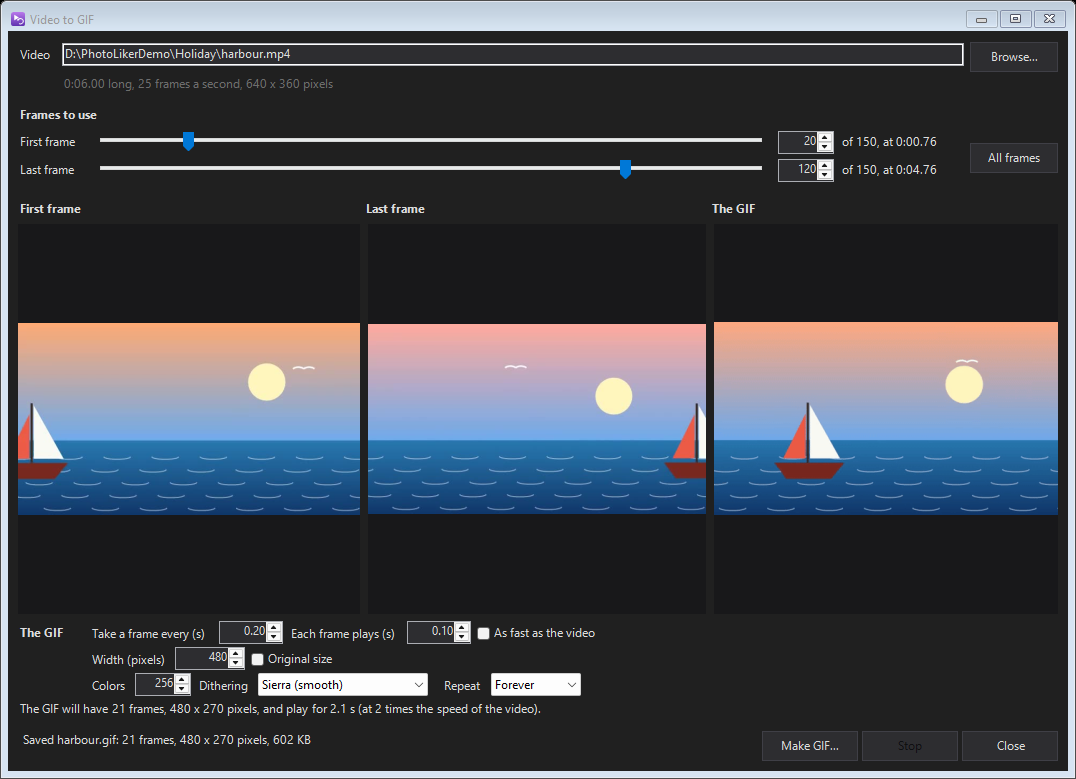 Video to GIF
Video D:\PhotoLikerDemo\Holiday\harbour.mp4 Browse...
0:06.00 long, 25 frames a second, 640 x 360 pixels
Frames to use
First frame 20 of 150, at 0:00.76
Last frame 120 of 150, at 0:04.76
All frames
First frame Last frame The GIF
The GIF Take a frame every (s) 0.20 Each frame plays (s) 0.10 As fast as the video
Width (pixels) 480 Original size
Colors 256 Dithering Sierra (smooth) Repeat Forever
The GIF will have 21 frames, 480 x 270 pixels, and play for 2.1 s (at 2 times the speed of the video).
Saved harbour.gif: 21 frames, 480 x 270 pixels, 602 KB
Make GIF... Stop Close